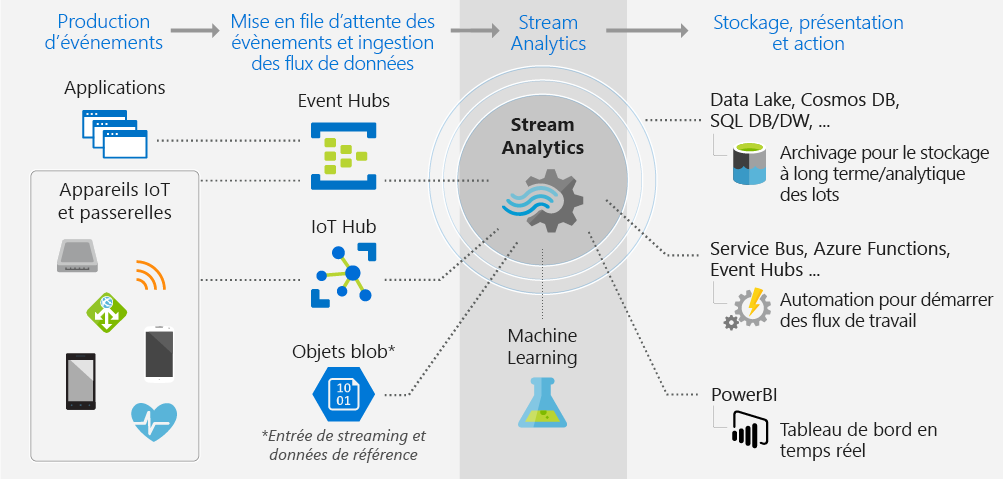 Production
d’événements
Mise en file d’attente des
évènements et ingestion
des flux de données
Stream
Analytics
Stockage, présentation
et action
Applications
Appareils IoT
et passerelles
Event Hubs
IoT Hub
Objets blob*
10
01
*Entrée de streaming et
données de référence
Stream
Analytics
Machine
Learning
Data Lake, Cosmos DB,
SQL DB/DW, ...
Archivage pour le stockage
à long terme/analytique
des lots
Service Bus, Azure Functions,
Event Hubs ...
Automation pour démarrer
des flux de travail
PowerBI
Tableau de bord en
temps réel